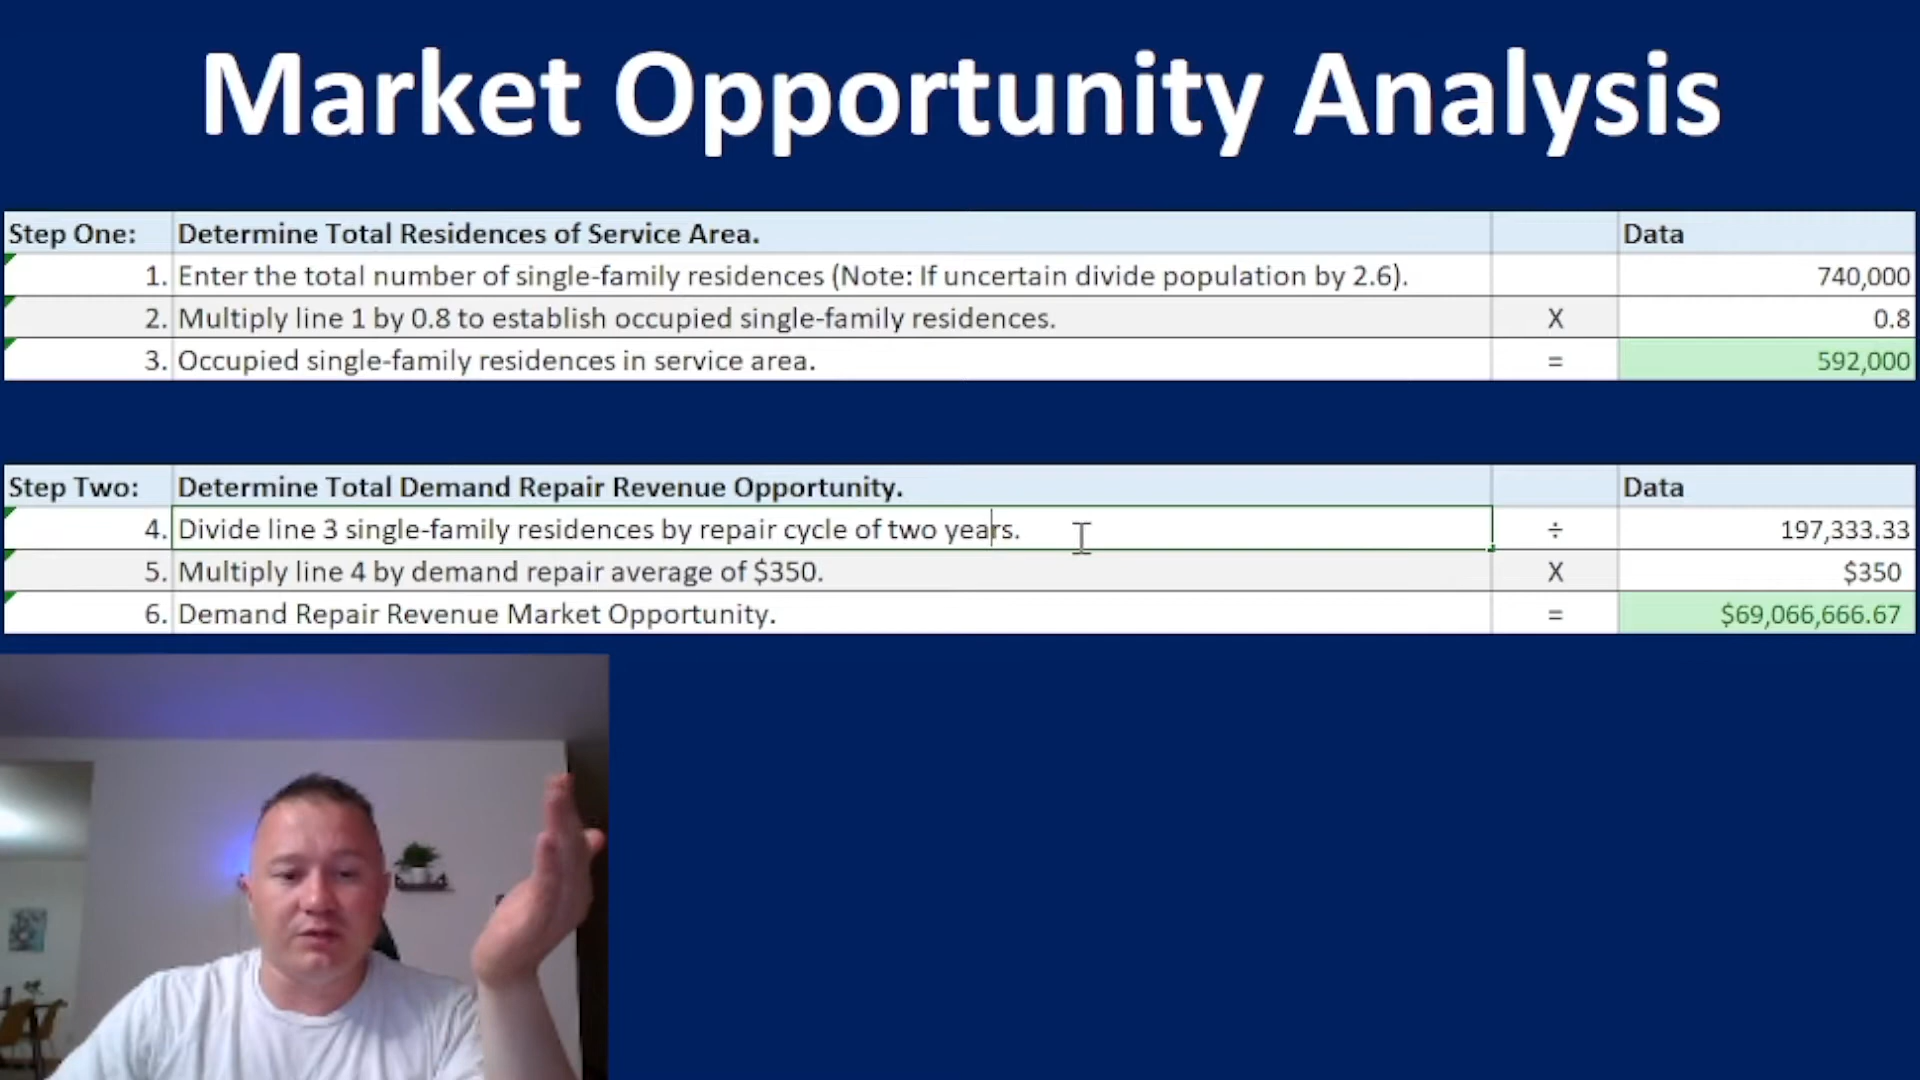 Market Opportunity Analysis
Step One: Determine Total Residences of Service Area. Data
1. Enter the total number of single-family residences (Note: If uncertain divide population by 2.6). 740,000
2. Multiply line 1 by 0.8 to establish occupied single-family residences. X 0.8
3. Occupied single-family residences in service area. = 592,000
Step Two: Determine Total Demand Repair Revenue Opportunity. Data
4. Divide line 3 single-family residences by repair cycle of two years. ÷ 197,333.33
5. Multiply line 4 by demand repair average of $350. X $350
6. Demand Repair Revenue Market Opportunity. = $69,066,666.67